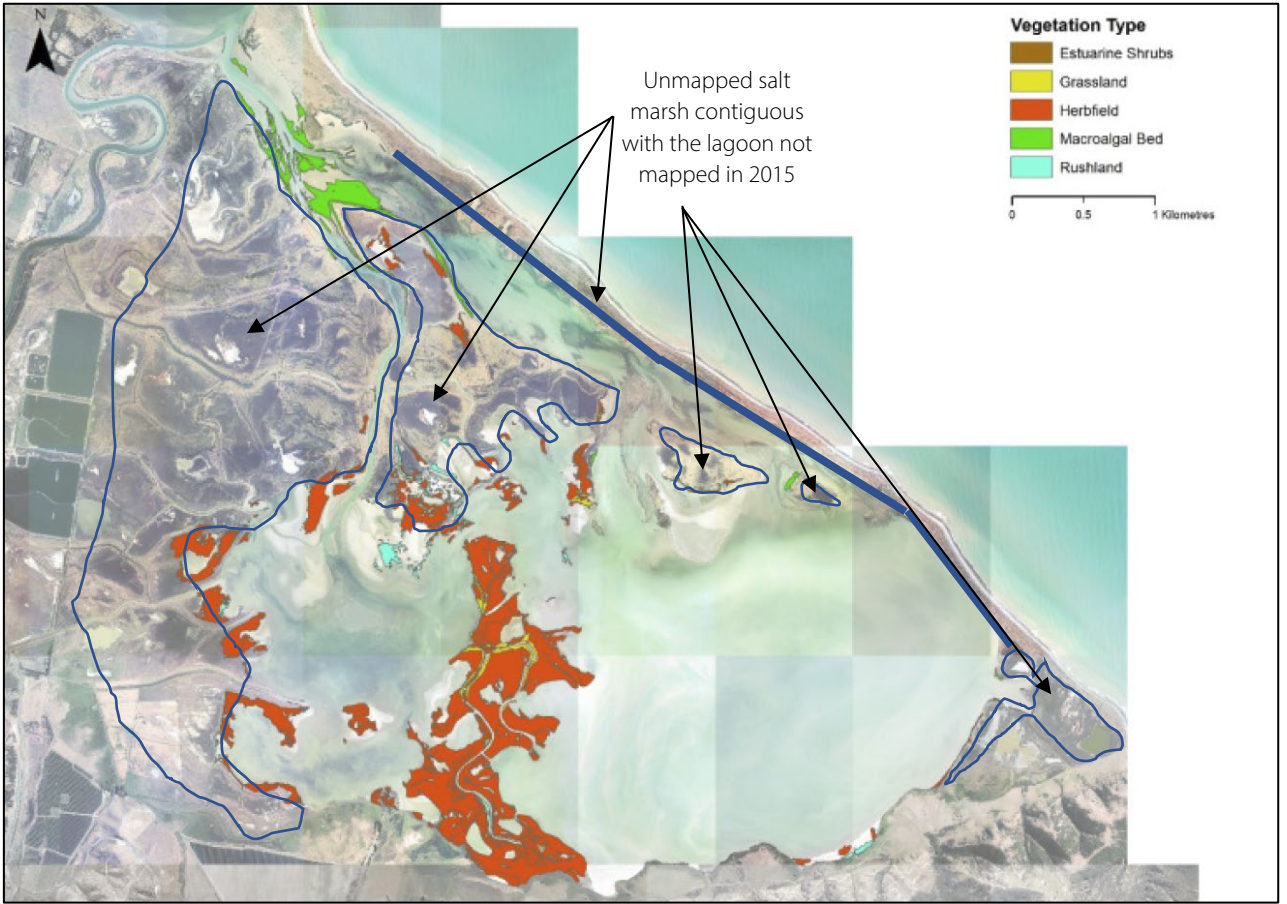 N
Unmapped salt
marsh contiguous
with the lagoon not
mapped in 2015
Vegetation Type
Estuarine Shrubs
Grassland
Herbfield
Macroalgal Bed
Rushland
0 0.5 1 Kilometres